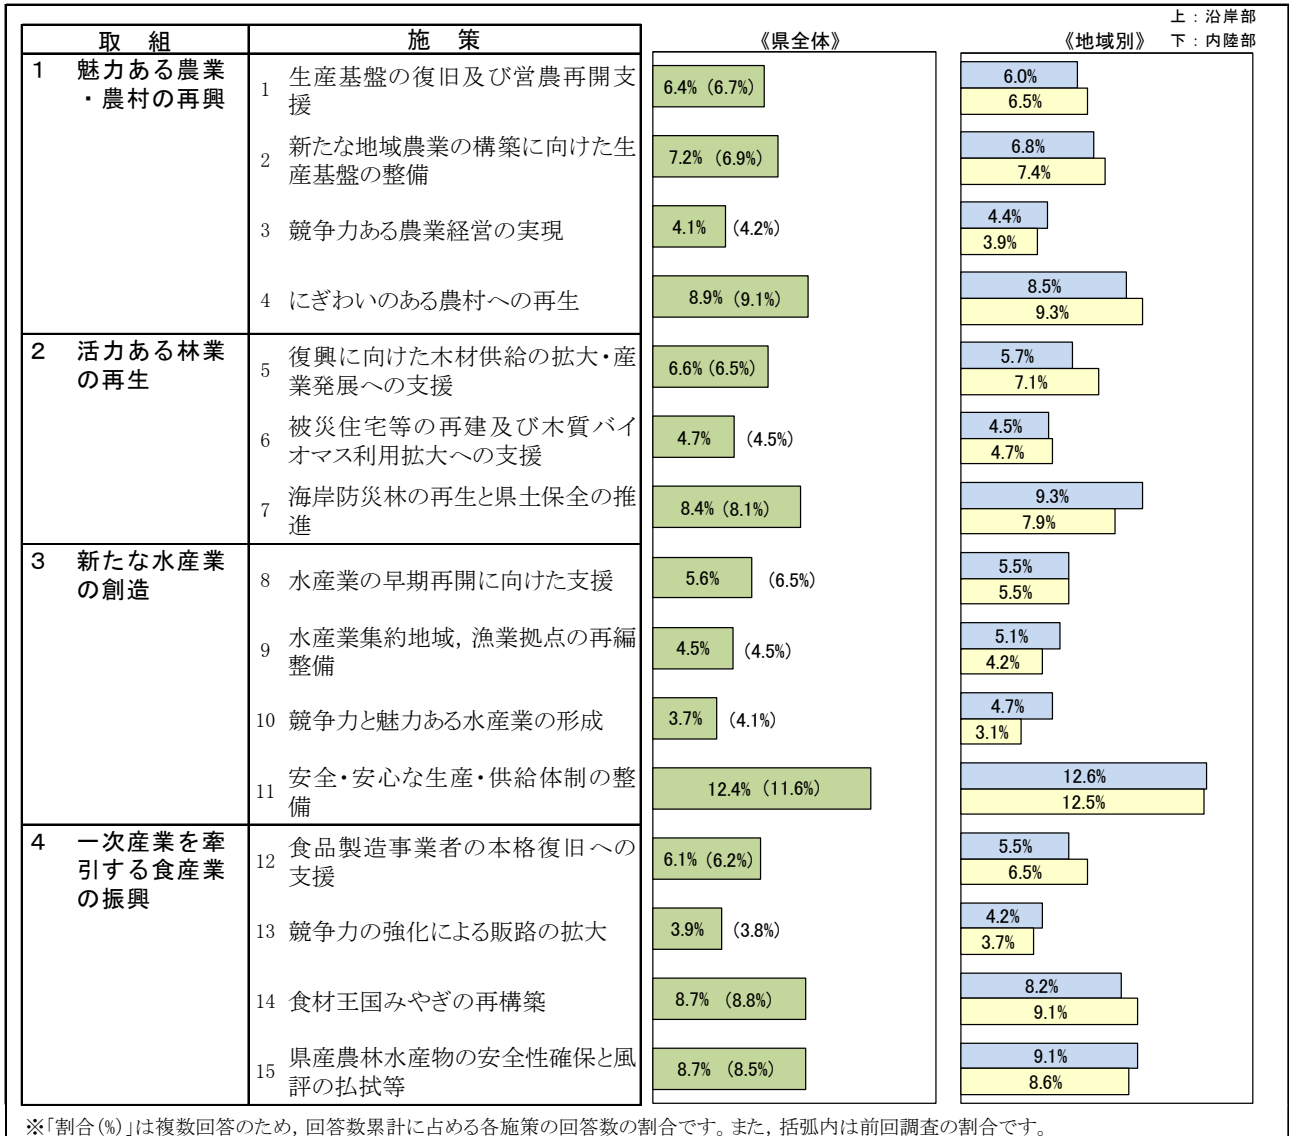 上：沿岸部
取　組　施　策　《県全体》　《地域別》　下：内陸部
1　魅力ある農業
・農村の再興
1　生産基盤の復旧及び営農再開支
援
6.4% (6.7%)
6.0%
6.5%
2　新たな地域農業の構築に向けた生
産基盤の整備
7.2% (6.9%)
6.8%
7.4%
3　競争力ある農業経営の実現
4.1% (4.2%)
4.4%
3.9%
4　にぎわいのある農村への再生
8.9% (9.1%)
8.5%
9.3%
2　活力ある林業
の再生
5　復興に向けた木材供給の拡大・産
業発展への支援
6.6% (6.5%)
5.7%
7.1%
6　被災住宅等の再建及び木質バイ
オマス利用拡大への支援
4.7% (4.5%)
4.5%
4.7%
7　海岸防災林の再生と県土保全の推
進
8.4% (8.1%)
9.3%
7.9%
3　新たな水産業
の創造
8　水産業の早期再開に向けた支援
5.6% (6.5%)
5.5%
5.5%
9　水産業集約地域，漁業拠点の再編
整備
4.5% (4.5%)
5.1%
4.2%
10　競争力と魅力ある水産業の形成
3.7% (4.1%)
4.7%
3.1%
11　安全・安心な生産・供給体制の整
備
12.4% (11.6%)
12.6%
12.5%
4　一次産業を牽
引する食産業
の振興
12　食品製造事業者の本格復旧への
支援
6.1% (6.2%)
5.5%
6.5%
13　競争力の強化による販路の拡大
3.9% (3.8%)
4.2%
3.7%
14　食材王国みやぎの再構築
8.7% (8.8%)
8.2%
9.1%
15　県産農林水産物の安全性確保と風
評の払拭等
8.7% (8.5%)
9.1%
8.6%
※「割合(%)」は複数回答のため，回答数累計に占める各施策の回答数の割合です。また，括弧内は前回調査の割合です。